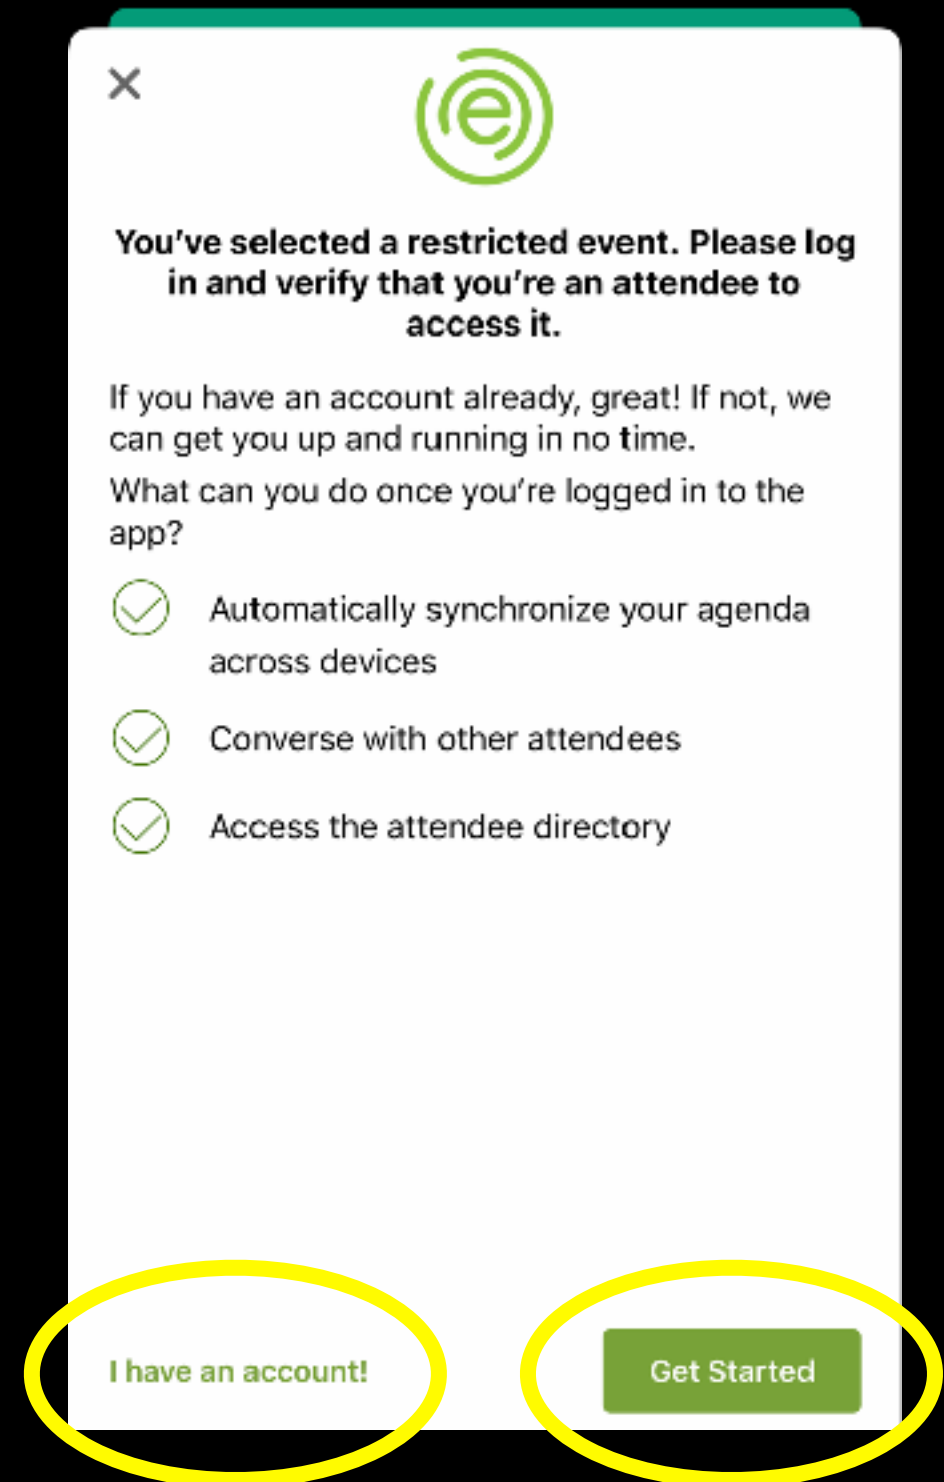 e
You’ve selected a restricted event. Please log
in and verify that you’re an attendee to
access it.
If you have an account already, great! If not, we
can get you up and running in no time.
What can you do once you’re logged in to the
app?
Automatically synchronize your agenda
across devices
Converse with other attendees
Access the attendee directory
I have an account!
Get Started